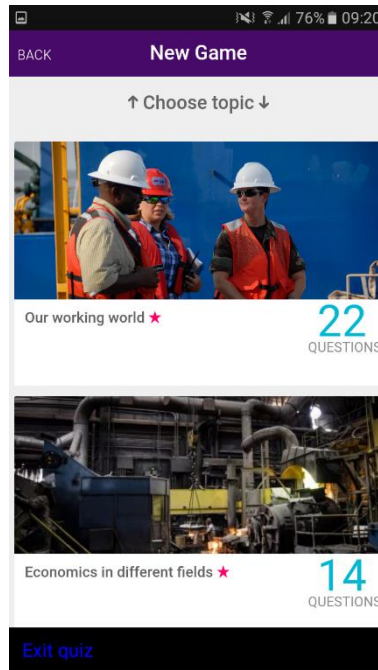 76% 09:20
BACK New Game
↑ Choose topic ↓
Our working world ★
22
QUESTIONS
Economics in different fields ★
14
QUESTIONS
Exit quiz